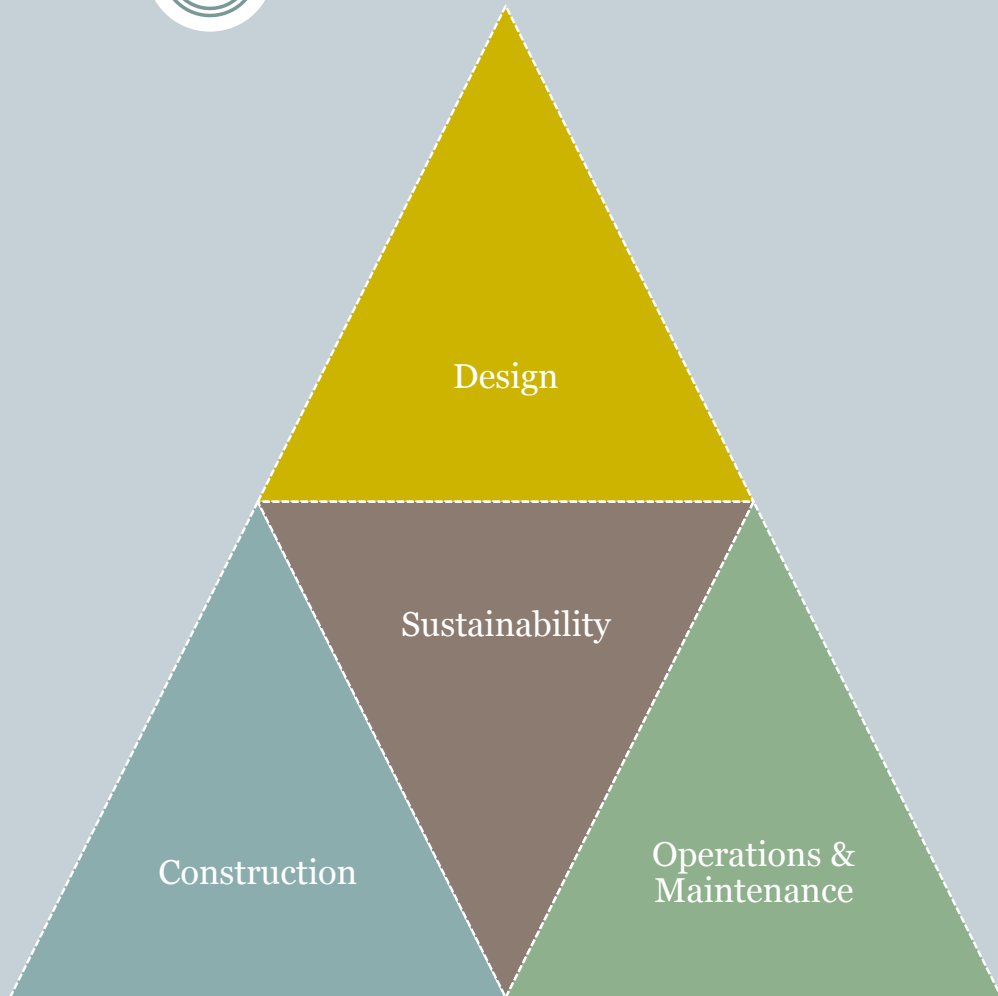 Design
Sustainability
Construction
Operations &
Maintenance